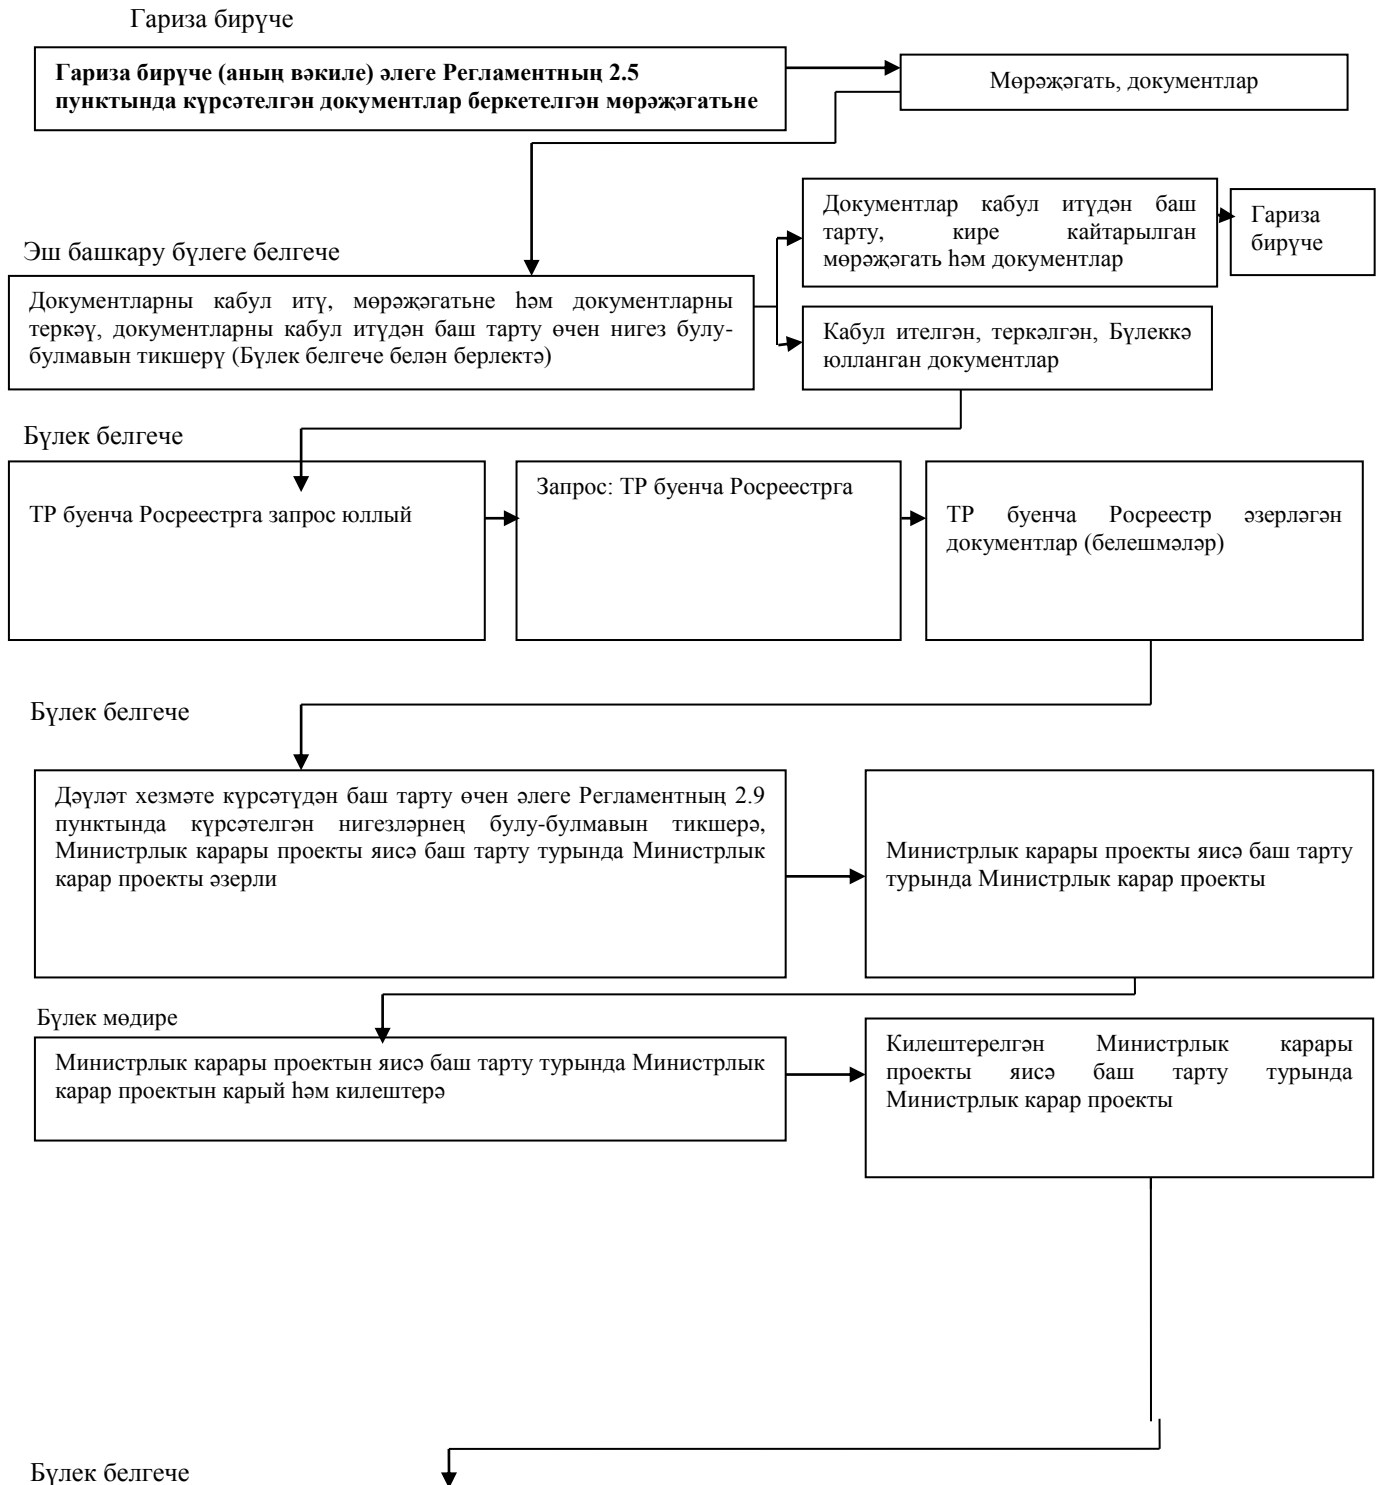 Гариза бирүче
Гариза бирүче (аның вәкиле) әлеге Регламентның 2.5
пунктында күрсәтелгән документлар беркетелгән мөрәҗәгатьне
Мөрәҗәгать, документлар
Документлар кабул итүдән баш
тарту, кире кайтарылган
мөрәҗәгать һәм документлар
Гариза
бирүче
Эш башкару бүлеге белгече
Документларны кабул итү, мөрәҗәгатьне һәм документларны
теркәү, документларны кабул итүдән баш тарту өчен нигез булу-
булмавын тикшерү (Бүлек белгече белән берлектә)
Кабул ителгән, теркәлгән, Бүлеккә
юлланган документлар
Бүлек белгече
ТР буенча Росреестрга запрос юллый
Запрос: ТР буенча Росреестрга
ТР буенча Росреестр әзерләгән
документлар (белешмәләр)
Бүлек белгече
Дәүләт хезмәте күрсәтүдән баш тарту өчен әлеге Регламентның 2.9
пунктында күрсәтелгән нигезләрнең булу-булмавын тикшерә,
Министрлык карары проекты яисә баш тарту турында Министрлык
карар проекты әзерли
Министрлык карары проекты яисә баш тарту
турында Министрлык карар проекты
Бүлек мөдире
Министрлык карары проектын яисә баш тарту турында Министрлык
карар проектын карый һәм килештерә
Килештерелгән Министрлык карары
проекты яисә баш тарту турында
Министрлык карар проекты
Бүлек белгече